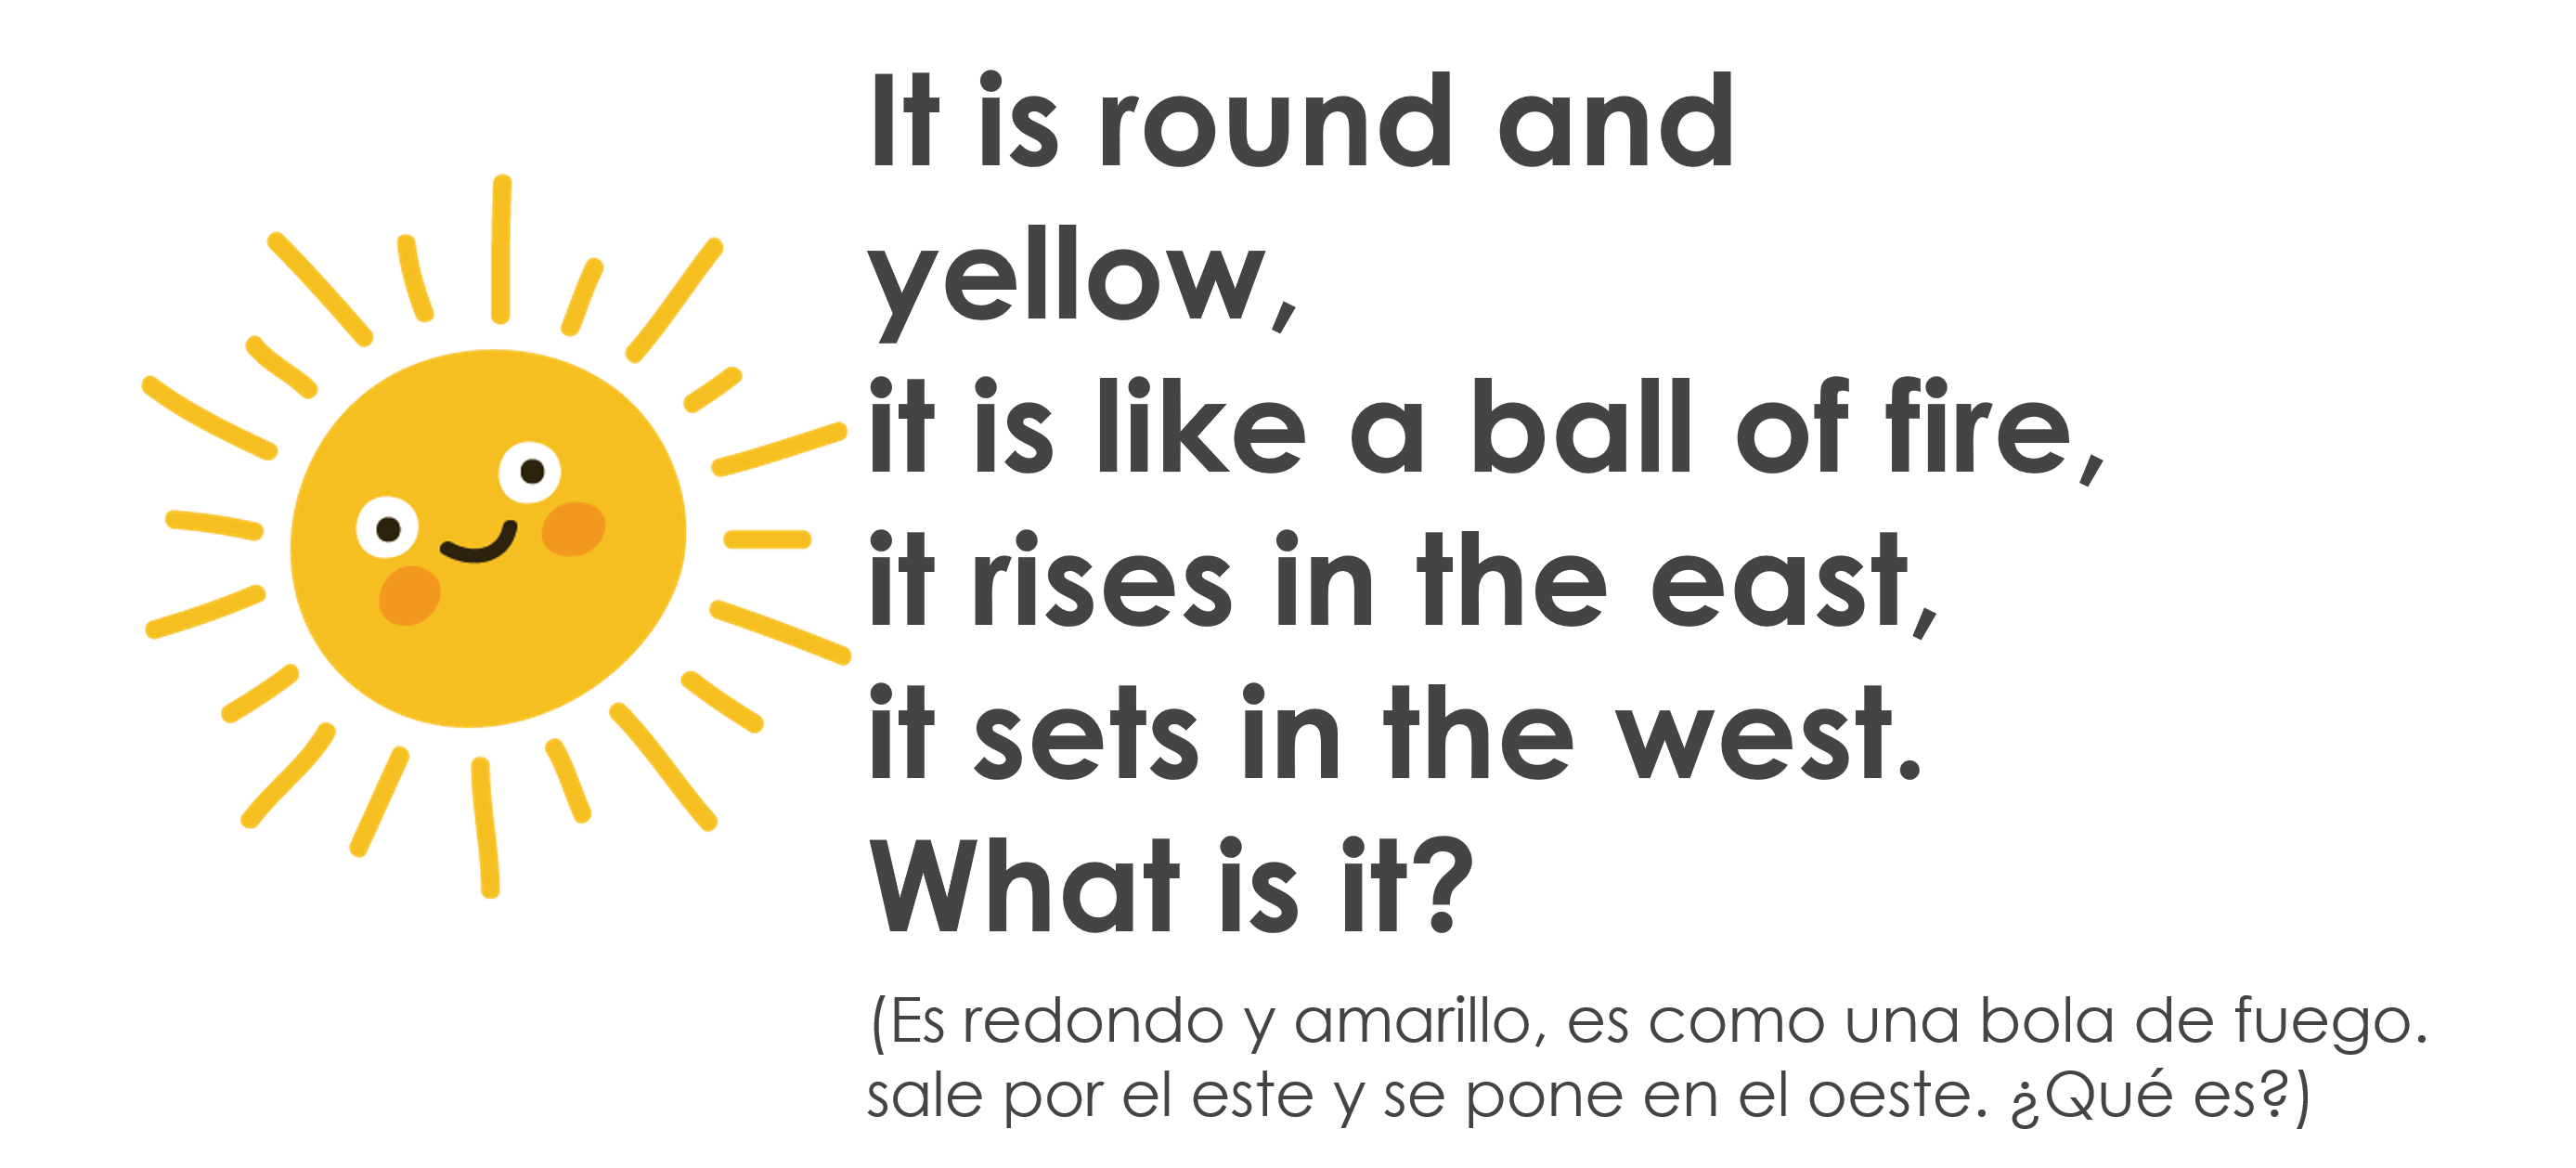 It is round and
yellow,
it is like a ball of fire,
it rises in the east,
it sets in the west.
What is it?
(Es redondo y amarillo, es como una bola de fuego.
sale por el este y se pone en el oeste. ¿Qué es?)